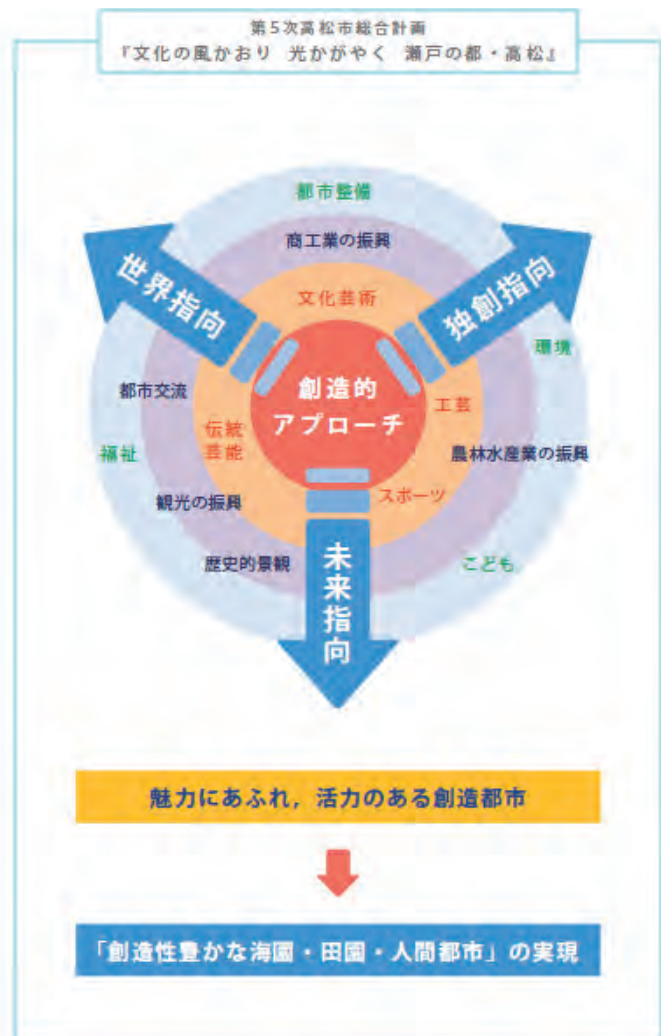 第5次高松市総合計画
『文化の風かおり 光かがやく 瀬戸の都・高松』
都市整備
商工業の振興
文化芸術
世界指向
独創指向
環境
創造的
アプローチ
都市交流
工芸
伝統
芸能
福祉
農林水産業の振興
スポーツ
観光の振興
歴史的景観
こども
未来指向
魅力にあふれ，活力のある創造都市
「創造性豊かな海園・田園・人間都市」の実現